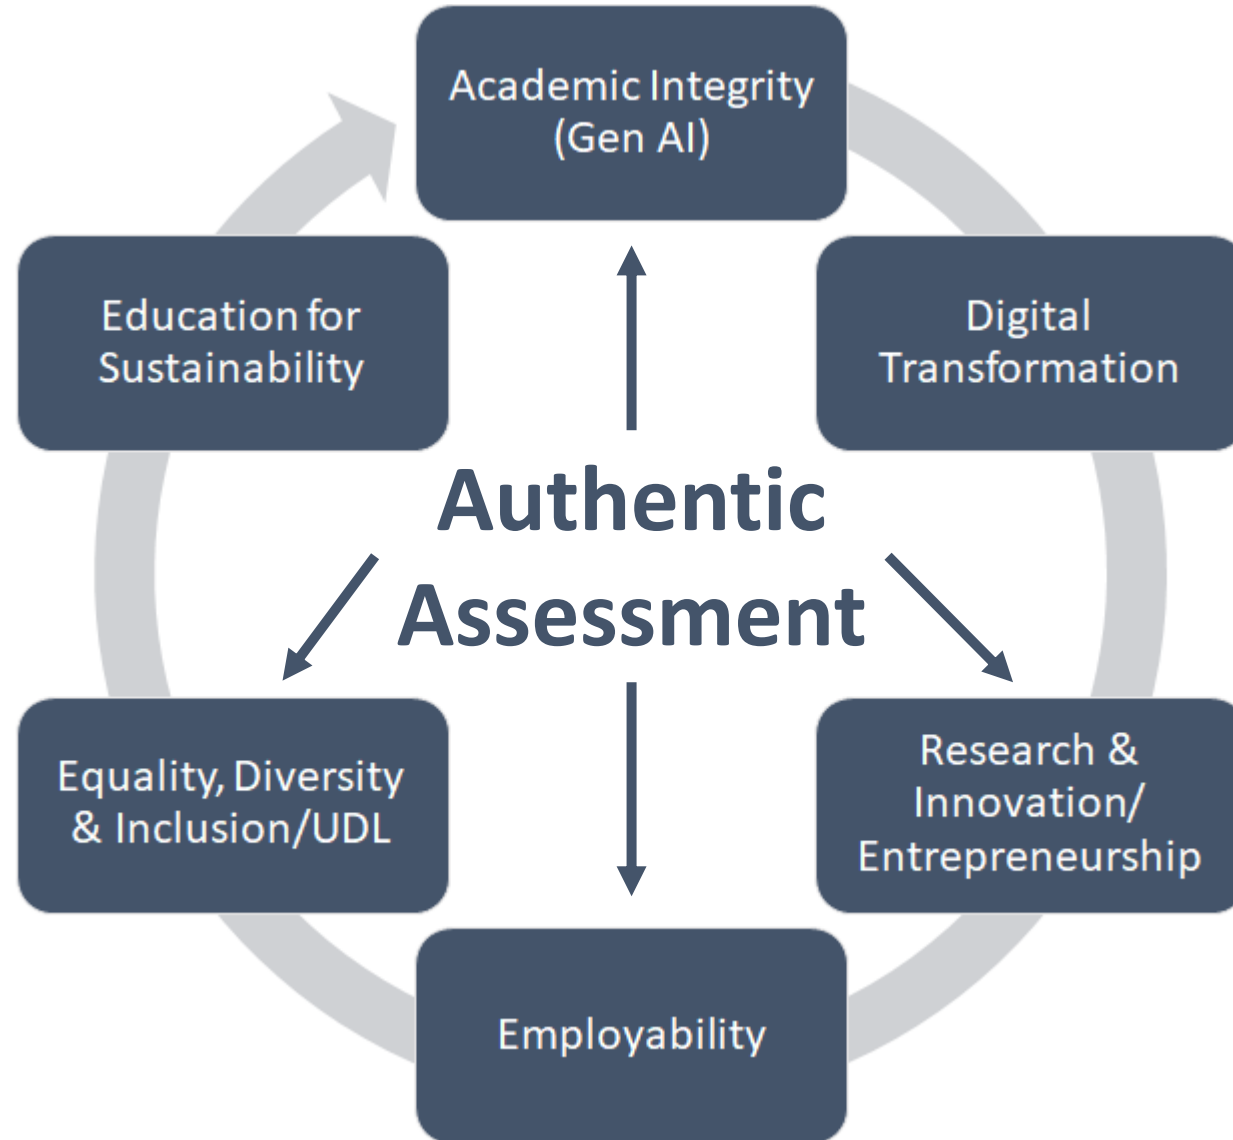 Academic Integrity
(Gen AI)
Education for
Sustainability
Digital
Transformation
Authentic
Assessment
Equality, Diversity
& Inclusion/UDL
Research &
Innovation/
Entrepreneurship
Employability